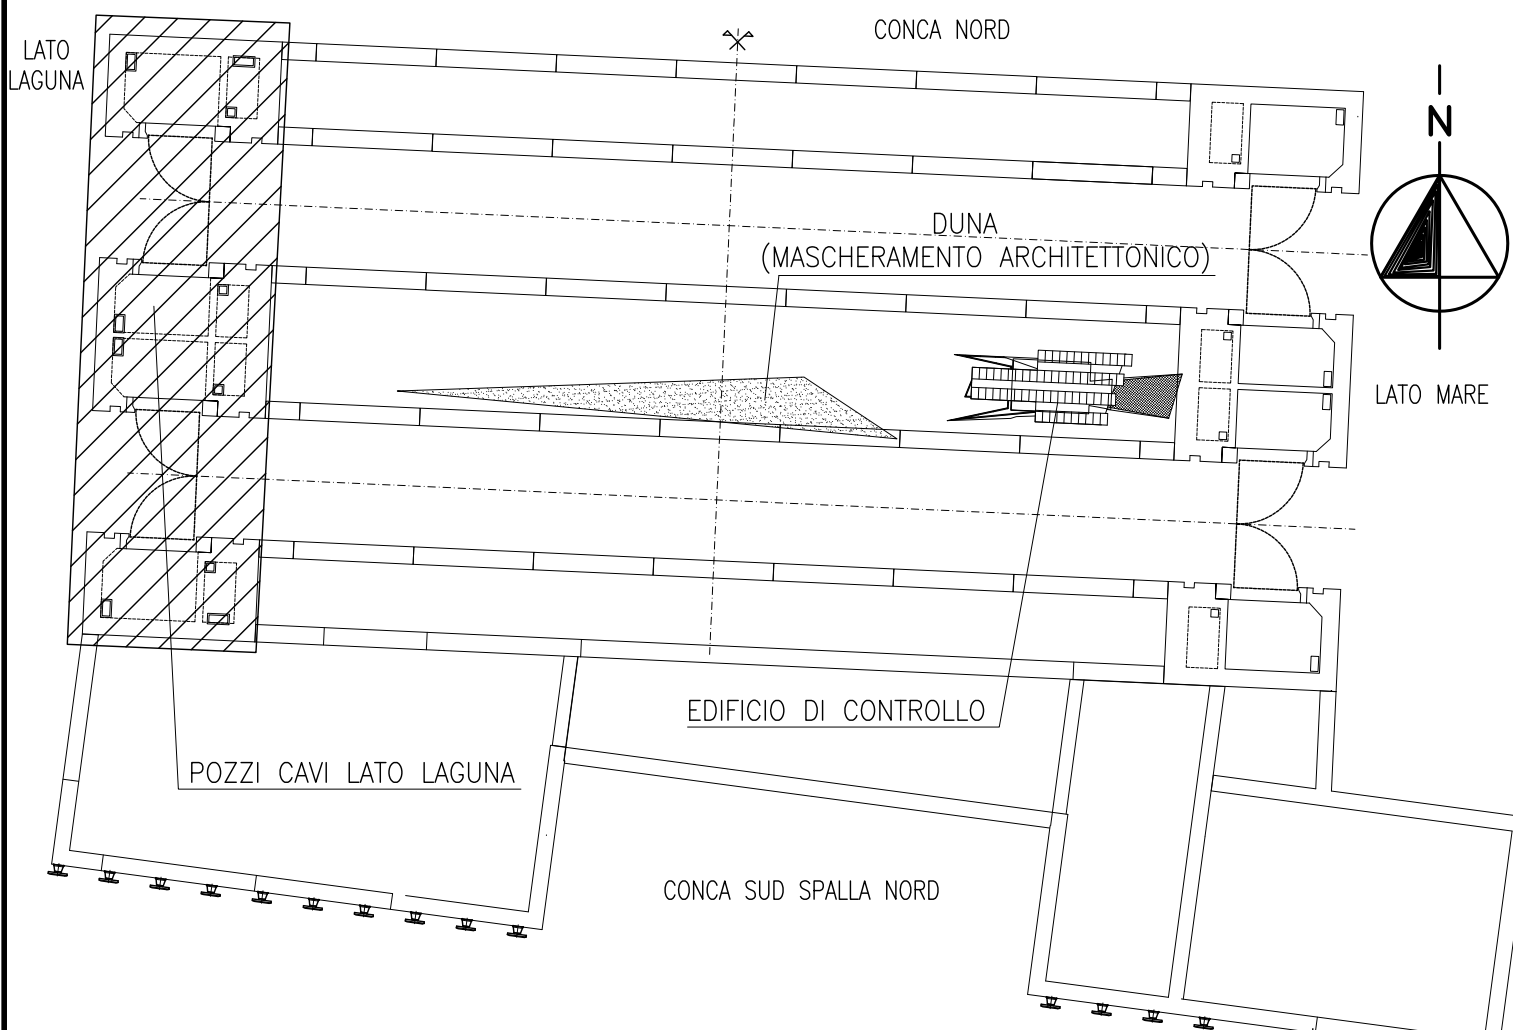 CONCA NORD
LATO
LAGUNA
N
DUNA
(MASCHERAMENTO ARCHITETTONICO)
LATO MARE
EDIFICIO DI CONTROLLO
POZZI CAVI LATO LAGUNA
CONCA SUD SPALLA NORD